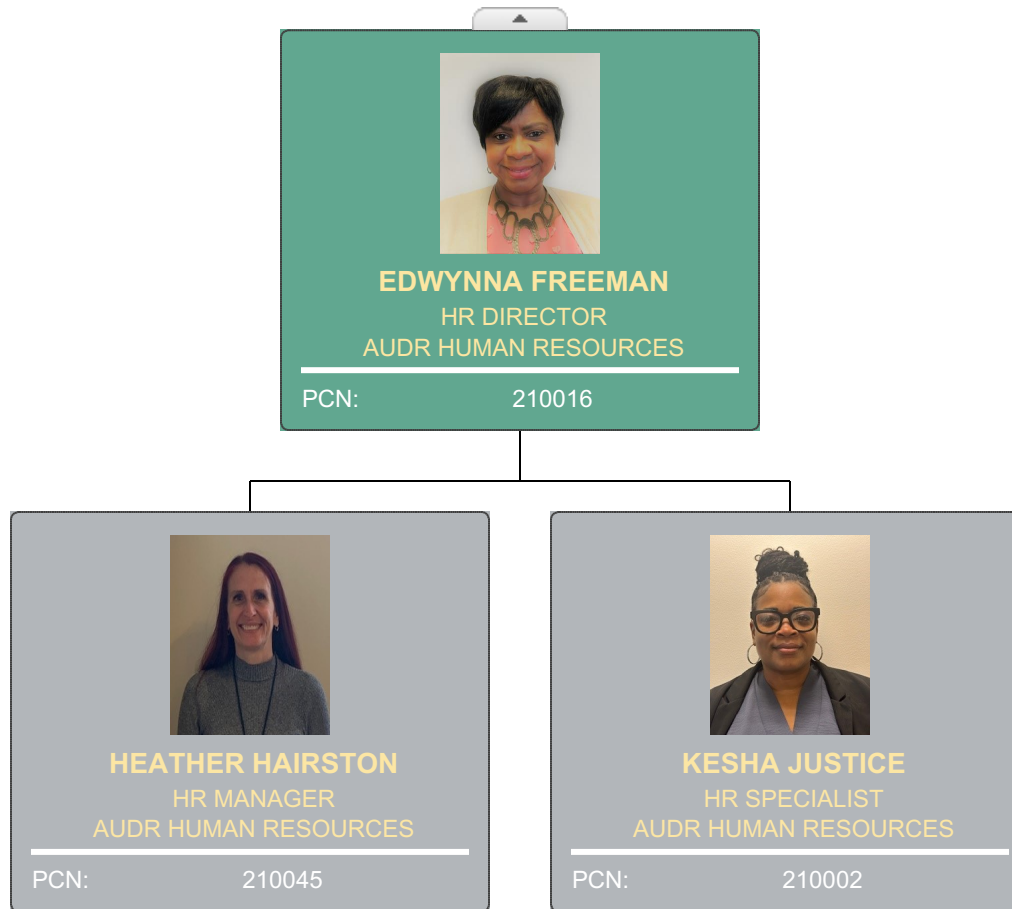 EDWYNNA FREEMAN
HR DIRECTOR
AUDR HUMAN RESOURCES
PCN: 210016
HEATHER HAIRSTON
HR MANAGER
AUDR HUMAN RESOURCES
PCN: 210045
KESHA JUSTICE
HR SPECIALIST
AUDR HUMAN RESOURCES
PCN: 210002